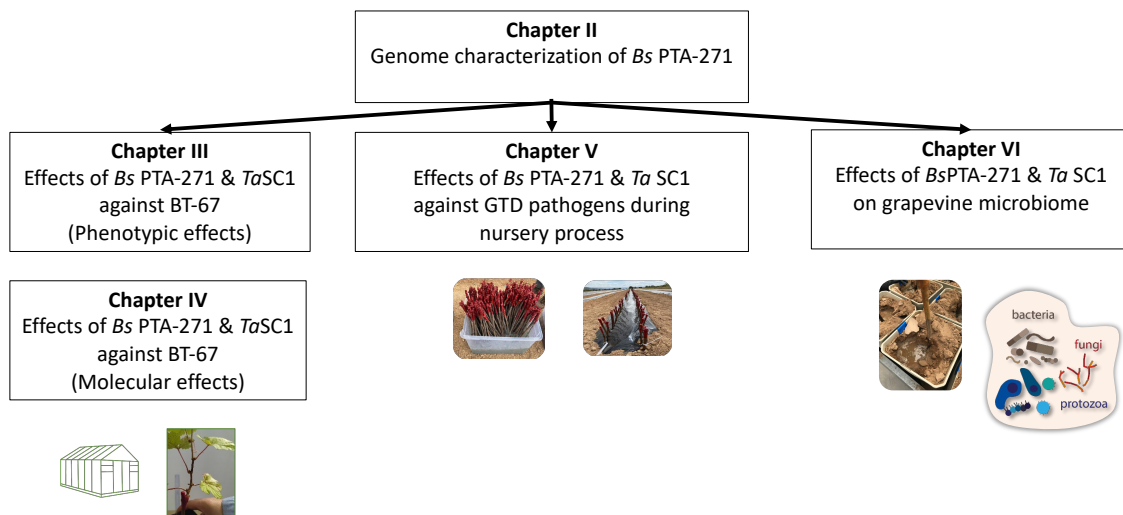 Chapter II
Genome characterization of Bs PTA-271
Chapter III
Effects of Bs PTA-271 & TaSC1
against BT-67
(Phenotypic effects)
Chapter V
Effects of Bs PTA-271 & Ta SC1
against GTD pathogens during
nursery process
Chapter VI
Effects of BsPTA-271 & Ta SC1
on grapevine microbiome
Chapter IV
Effects of Bs PTA-271 & TaSC1
against BT-67
(Molecular effects)
bacteria
fungi
protozoa